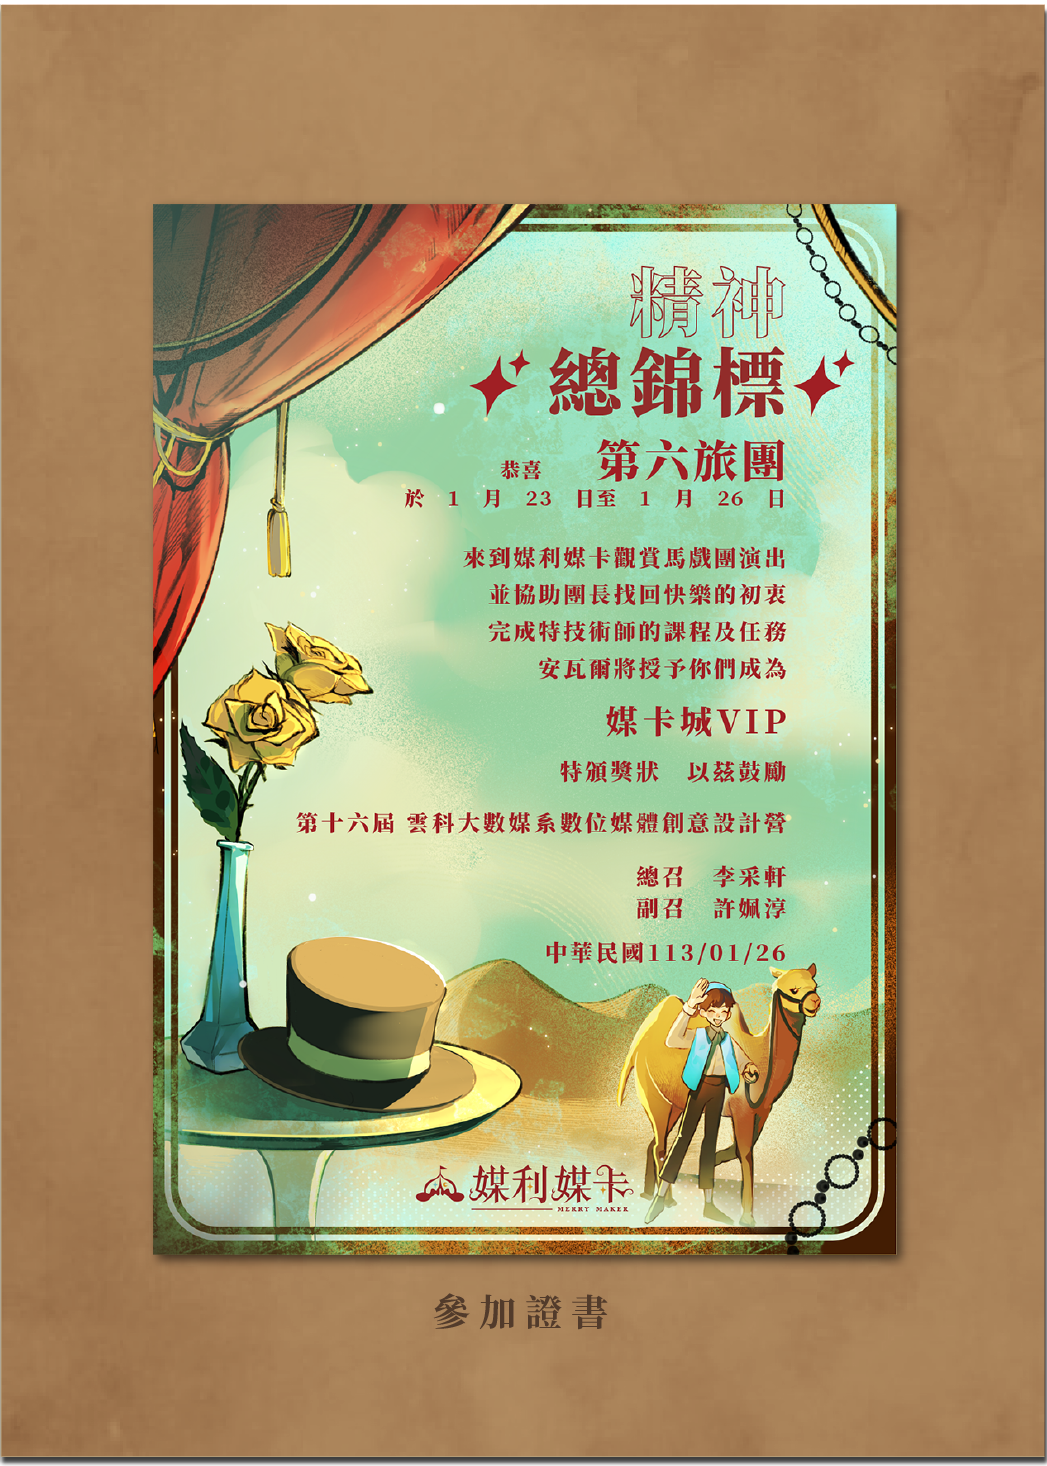 精神
總錦標
恭喜 第六旅團
於 1 月 23 日至 1 月 26 日
來到媒利媒卡觀賞馬戲團演出
並協助團長找回快樂的初衷
完成特技術師的課程及任務
安瓦爾將授予你們成為
媒卡城VIP
特頒獎狀 以茲鼓勵
第十六屆 雲科大數媒系數位媒體創意設計營
總召 李采軒
副召 許姵淳
中華民國113/01/26
媒利媒卡
MERRY MAKER
參加證書